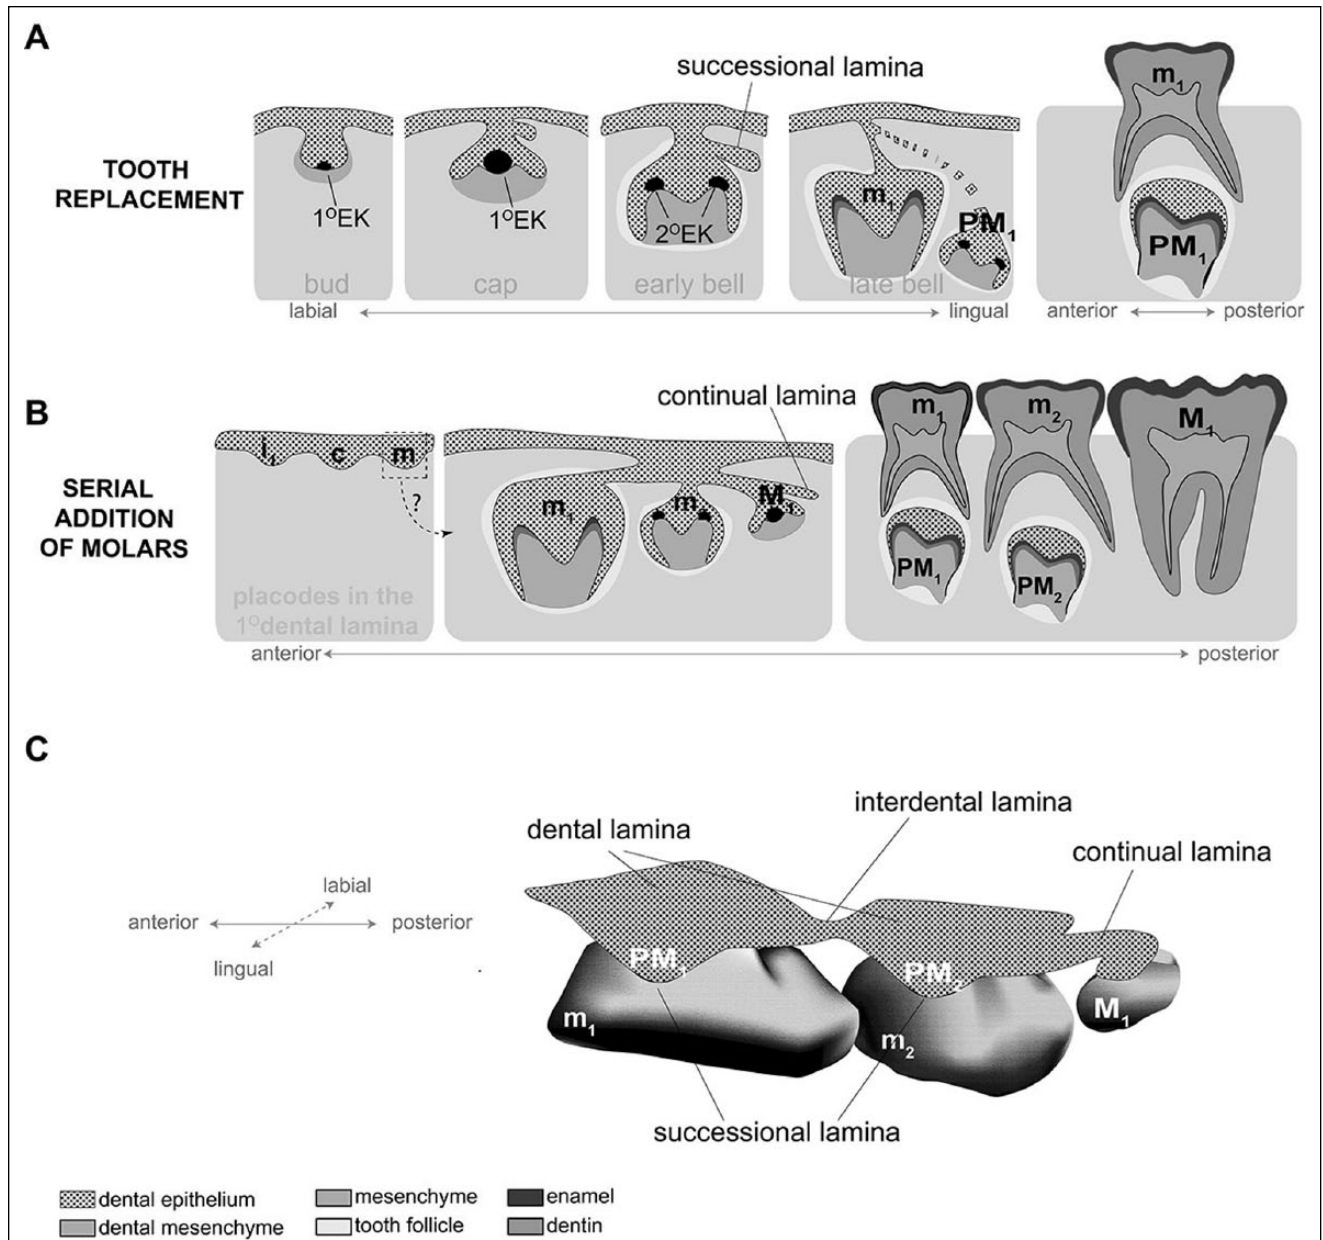 A
successional lamina
TOOTH
REPLACEMENT
1°EK
1°EK
2°EK
m1
PM1
m1
PM1
bud
cap
early bell
late bell
labial
lingual
anterior
posterior
B
continual lamina
SERIAL
ADDITION
OF MOLARS
i1
c
m
?
m1
m
M1
m1
m2
M1
PM1
PM2
placodes in the
1°dental lamina
anterior
posterior
C
dental lamina
interdental lamina
continual lamina
labial
anterior
posterior
lingual
PM1
PM2
m1
m2
M1
successional lamina
dental epithelium
mesenchyme
enamel
dental mesenchyme
tooth follicle
dentin